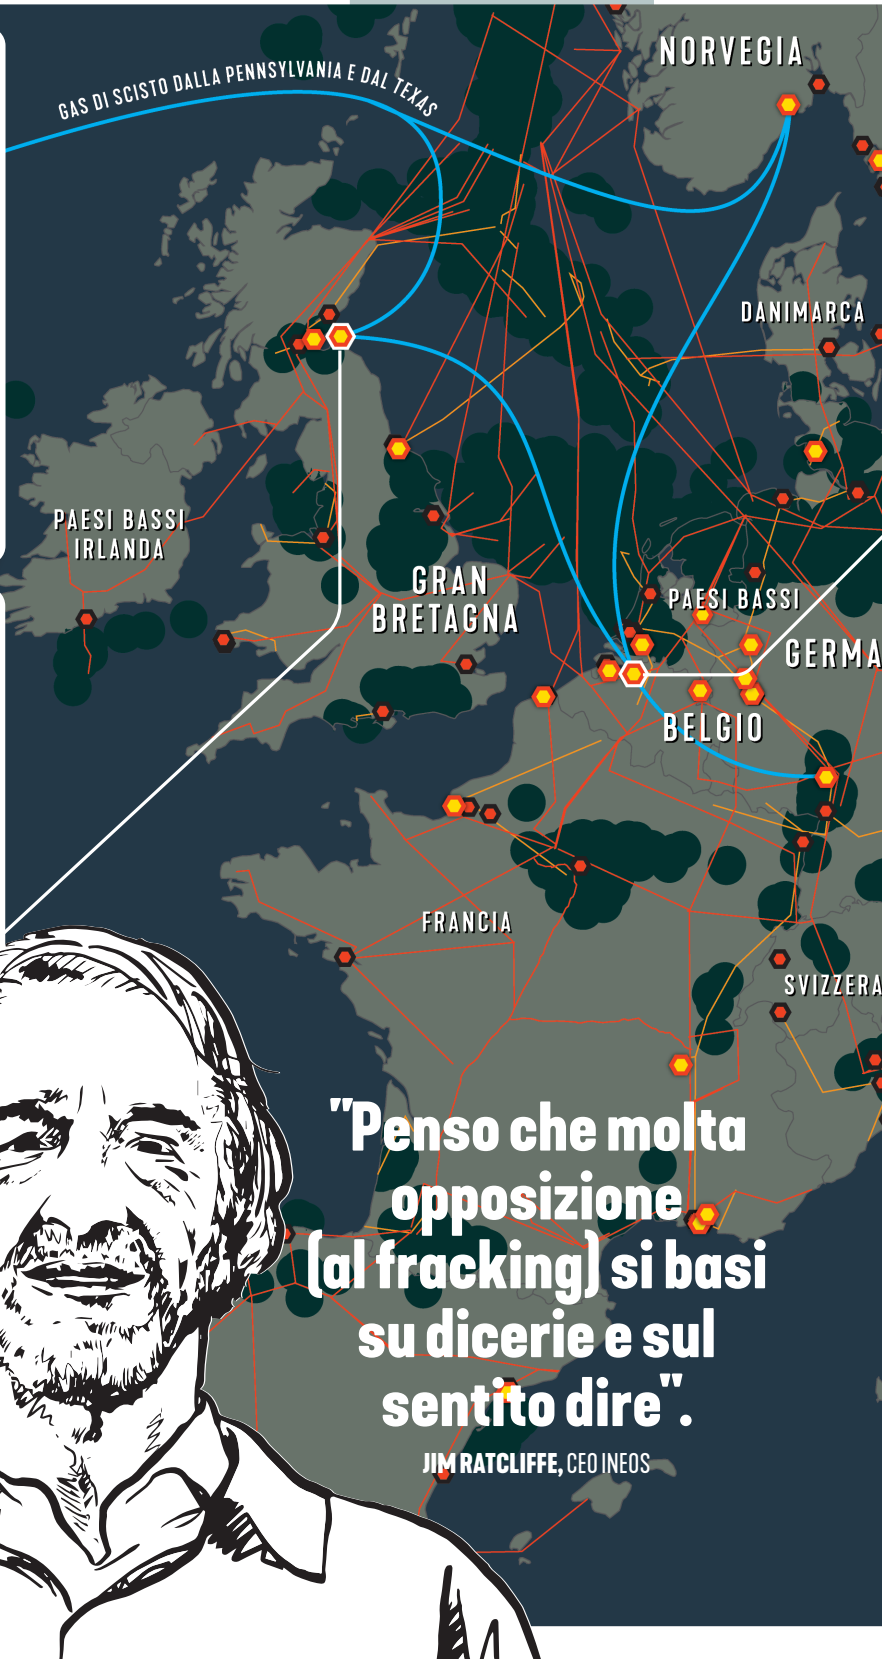 NORVEGIA
GAS DI SCISTO DALLA PENNSYLVANIA E DAL TEXAS
DANIMARCA
PAESI BASSI
IRLANDA
GRAN
BRETAGNA
PAESI BASSI
GERMA
BELGIO
FRANCIA
SVIZZERA
"Penso che molta
opposizione
(al fracking) si basi
su dicerie e sul
sentito dire".
JIM RATCLIFFE, CEO INEOS